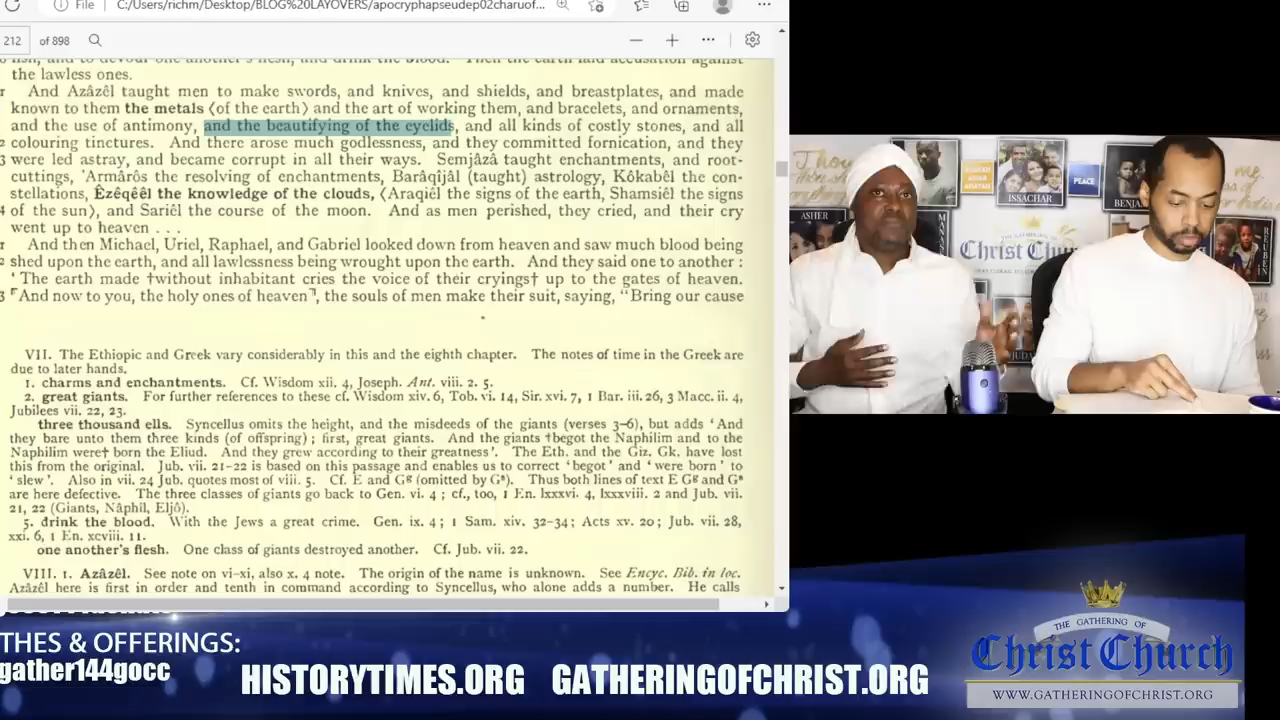 File
C:/Users/richm/Desktop/BLOG%20LAYOVERS/apocryphapseudep02charuof...
212 of 898
the lawless ones.
And Azâzêl taught men to make swords, and knives, and shields, and breastplates, and made
known to them the metals ⟨of the earth⟩ and the art of working them, and bracelets, and ornaments,
and the use of antimony, and the beautifying of the eyelids, and all kinds of costly stones, and all
2 colouring tinctures. And there arose much godlessness, and they committed fornication, and they
3 were led astray, and became corrupt in all their ways. Semjâzâ taught enchantments, and root-
cuttings, 'Armârôs the resolving of enchantments, Barâqîjâl (taught) astrology, Kôkabêl the con-
stellations, Êzêqêêl the knowledge of the clouds, ⟨Araqiêl the signs of the earth, Shamsiêl the signs
4 of the sun⟩, and Sariêl the course of the moon. And as men perished, they cried, and their cry
went up to heaven . . .
And then Michael, Uriel, Raphael, and Gabriel looked down from heaven and saw much blood being
2 shed upon the earth, and all lawlessness being wrought upon the earth. And they said one to another :
'The earth made †without inhabitant cries the voice of their cryings† up to the gates of heaven.
3 ⌜And now to you, the holy ones of heaven⌝, the souls of men make their suit, saying, "Bring our cause
VII. The Ethiopic and Greek vary considerably in this and the eighth chapter. The notes of time in the Greek are
due to later hands.
1. charms and enchantments. Cf. Wisdom xii. 4, Joseph. Ant. viii. 2. 5.
2. great giants. For further references to these cf. Wisdom xiv. 6, Tob. vi. 14, Sir. xvi. 7, 1 Bar. iii. 26, 3 Macc. ii. 4,
Jubilees vii. 22, 23.
three thousand ells. Syncellus omits the height, and the misdeeds of the giants (verses 3–6), but adds 'And
they bare unto them three kinds (of offspring) ; first, great giants. And the giants †begot the Naphilim and to the
Naphilim were† born the Eliud. And they grew according to their greatness'. The Eth. and the Giz. Gk. have lost
this from the original. Jub. vii. 21–22 is based on this passage and enables us to correct 'begot' and 'were born' to
'slew'. Also in vii. 24 Jub. quotes most of viii. 5. Cf. E and Gg (omitted by Gs). Thus both lines of text E Gg and Gs
are here defective. The three classes of giants go back to Gen. vi. 4 ; cf., too, 1 En. lxxxvi. 4, lxxxviii. 2 and Jub. vii.
21, 22 (Giants, Nâphil, Eljô).
5. drink the blood. With the Jews a great crime. Gen. ix. 4 ; 1 Sam. xiv. 32–34 ; Acts xv. 20 ; Jub. vii. 28,
xxi. 6, 1 En. xcviii. 11.
one another's flesh. One class of giants destroyed another. Cf. Jub. vii. 22.
VIII. 1. Azâzêl. See note on vi–xi, also x. 4 note. The origin of the name is unknown. See Encyc. Bib. in loc.
Azâzêl here is first in order and tenth in command according to Syncellus, who alone adds a number. He calls
ASHER
ISSACHAR
PEACE
REUBEN
THE GATHERING OF
Christ Church
THES & OFFERINGS:
gather144gocc
HISTORYTIMES.ORG GATHERINGOFCHRIST.ORG
THE GATHERING OF
Christ Church
WWW.GATHERINGOFCHRIST.ORG